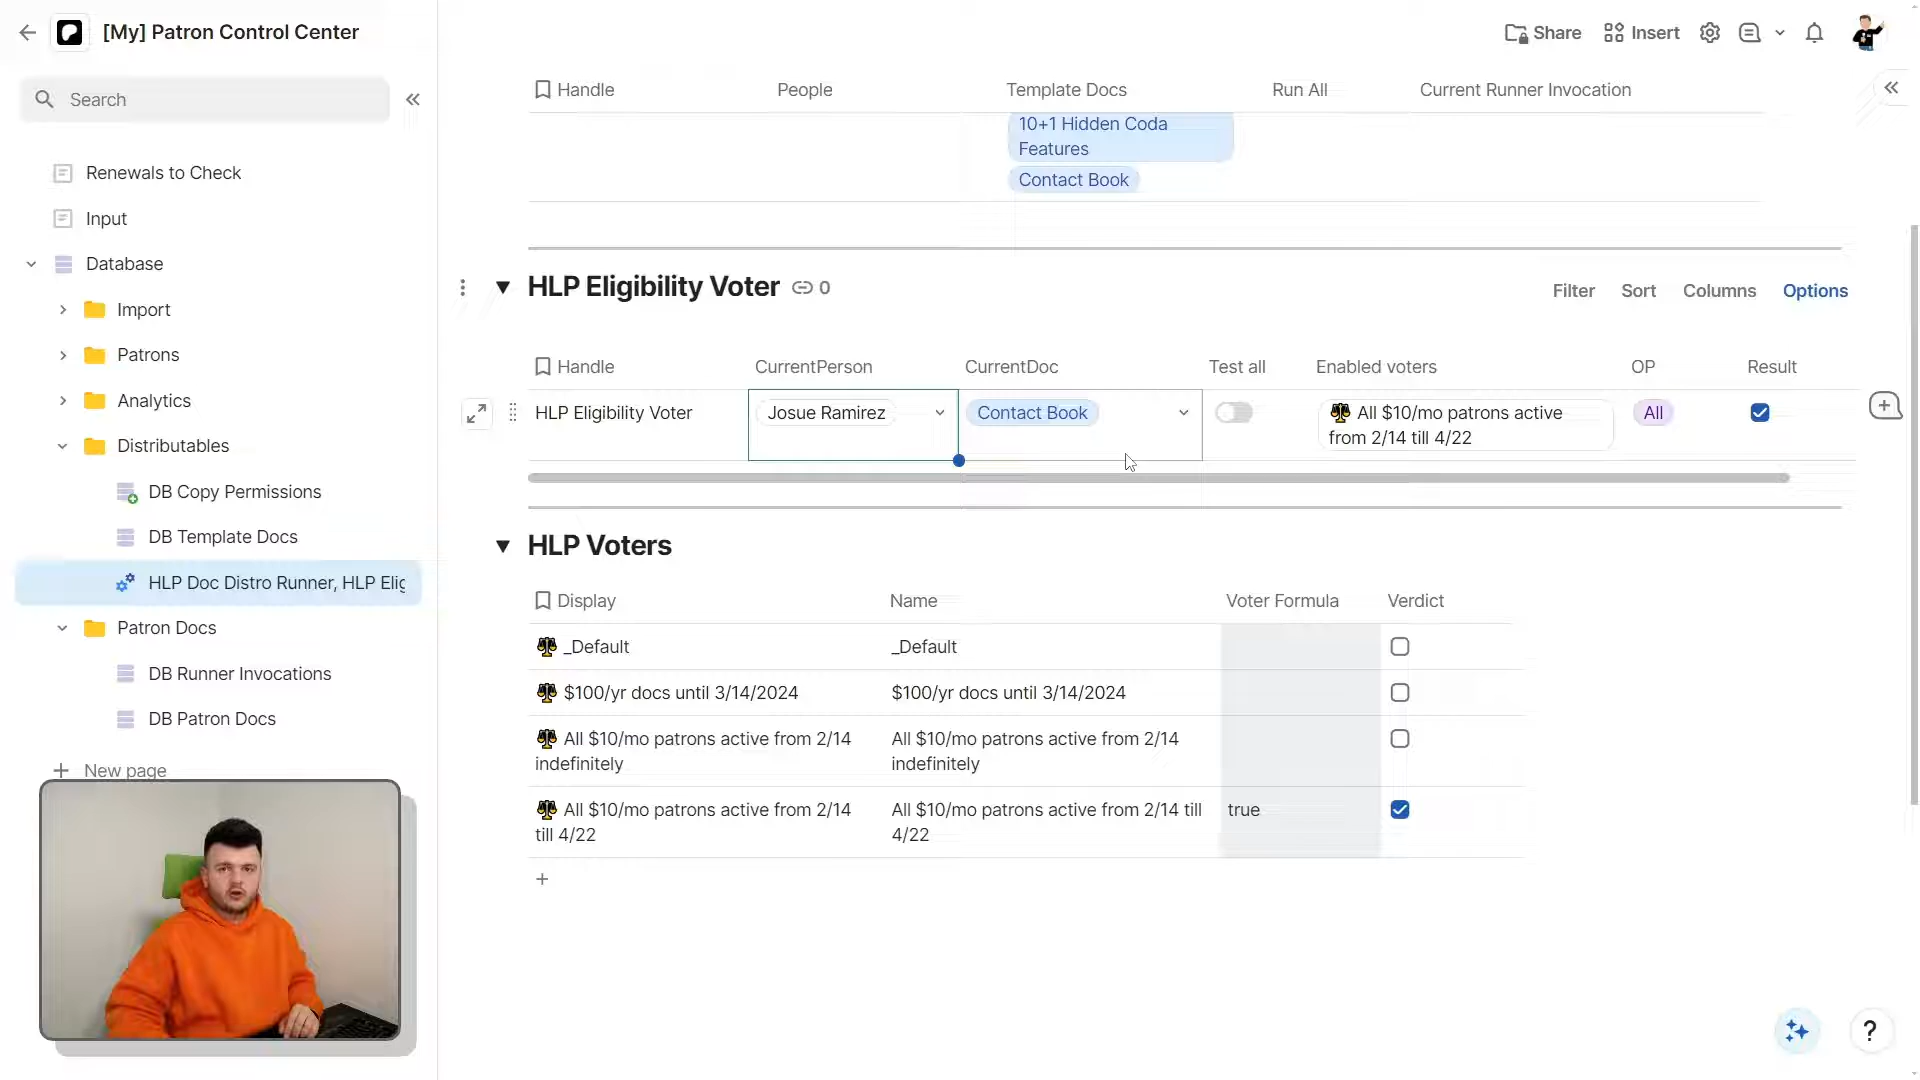 [My] Patron Control Center
Share
Insert
Search
Renewals to Check
Input
Database
Import
Patrons
Analytics
Distributables
DB Copy Permissions
DB Template Docs
HLP Doc Distro Runner, HLP Elig
Patron Docs
DB Runner Invocations
DB Patron Docs
New page
Handle People Template Docs Run All Current Runner Invocation
10+1 Hidden Coda
Features
Contact Book
HLP Eligibility Voter 0
Filter Sort Columns Options
Handle CurrentPerson CurrentDoc Test all Enabled voters OP Result
HLP Eligibility Voter Josue Ramirez Contact Book All $10/mo patrons active All
from 2/14 till 4/22
HLP Voters
Display Name Voter Formula Verdict
_Default _Default
$100/yr docs until 3/14/2024 $100/yr docs until 3/14/2024
All $10/mo patrons active from 2/14 All $10/mo patrons active from 2/14
indefinitely indefinitely
All $10/mo patrons active from 2/14 All $10/mo patrons active from 2/14 till true
till 4/22 4/22
?